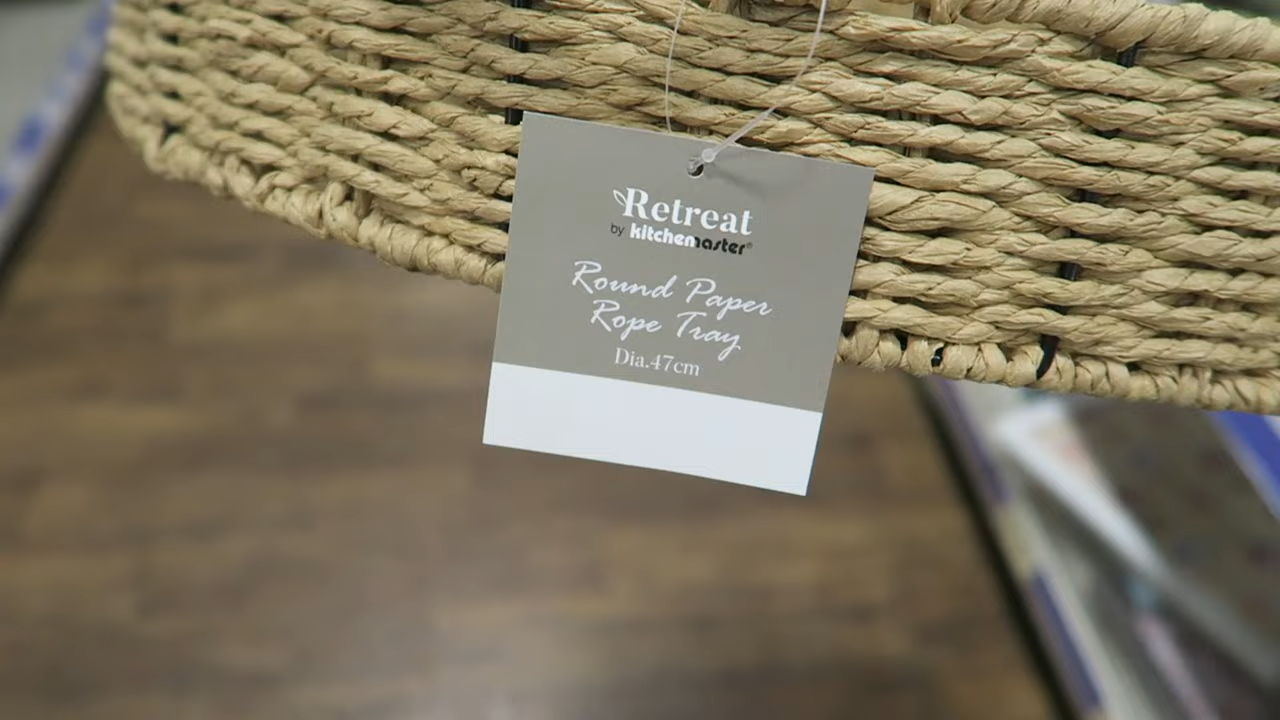 Retreat
by kitchenmaster®
Round Paper
Rope Tray
Dia.47cm